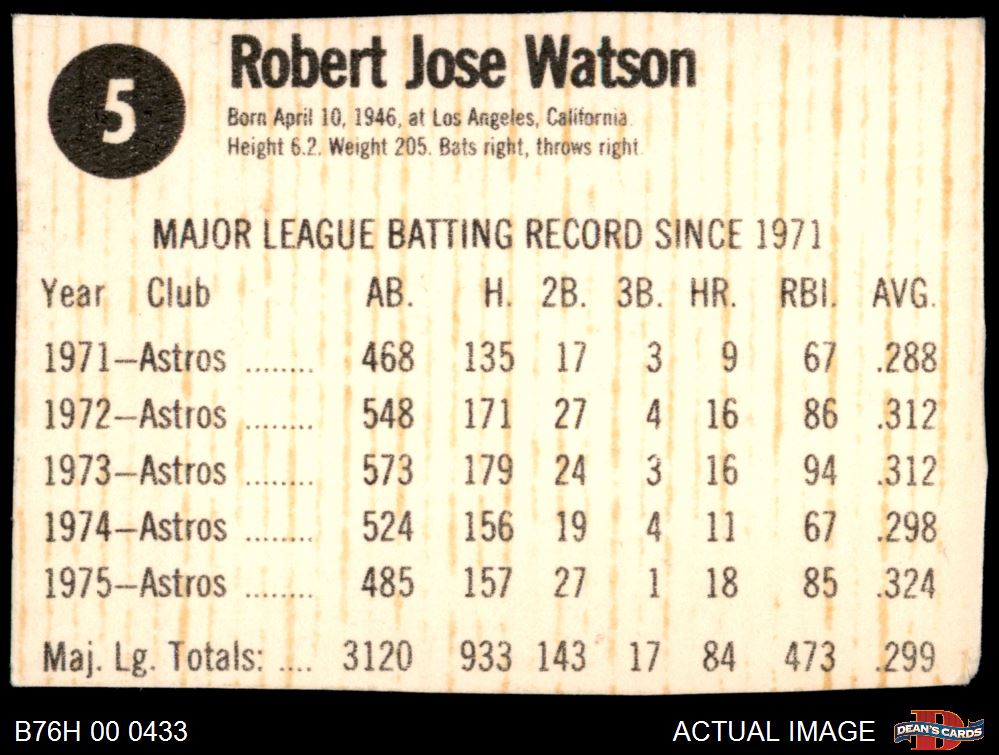 5
Robert Jose Watson
Born April 10, 1946, at Los Angeles, California.
Height 6.2. Weight 205. Bats right, throws right.
MAJOR LEAGUE BATTING RECORD SINCE 1971
Year Club AB. H. 2B. 3B. HR. RBI. AVG.
1971—Astros ........ 468 135 17 3 9 67 .288
1972—Astros ........ 548 171 27 4 16 86 .312
1973—Astros ........ 573 179 24 3 16 94 .312
1974—Astros ........ 524 156 19 4 11 67 .298
1975—Astros ........ 485 157 27 1 18 85 .324
Maj. Lg. Totals: .... 3120 933 143 17 84 473 .299
B76H 00 0433 ACTUAL IMAGE DEAN'S CARDS